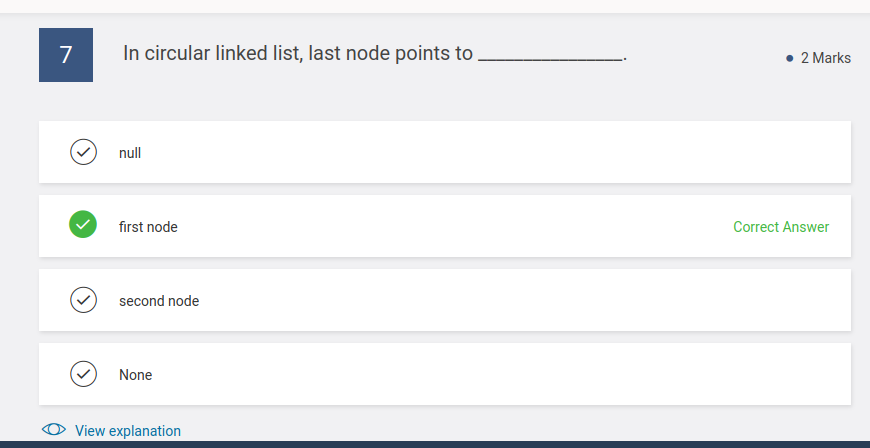 7
In circular linked list, last node points to ________________.
2 Marks
null
first node
Correct Answer
second node
None
View explanation